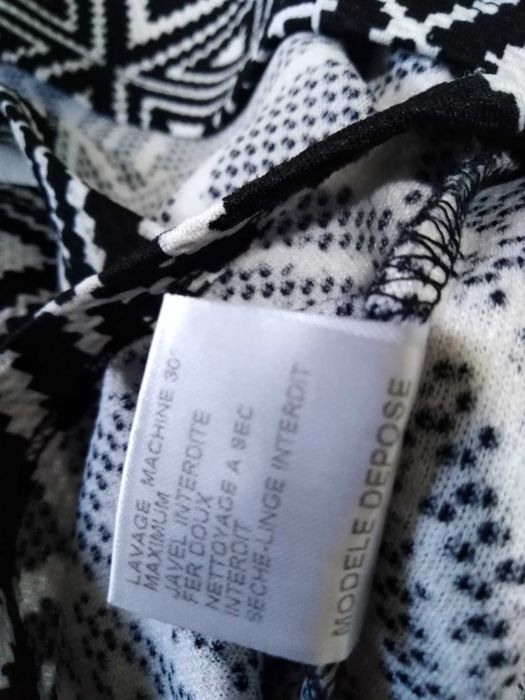 LAVAGE MACHINE 30°
MAXIMUM
JAVEL INTERDITE
FER DOUX
NETTOYAGE A SEC
INTERDIT
SECHE-LINGE INTERDIT
MODELE DEPOSE